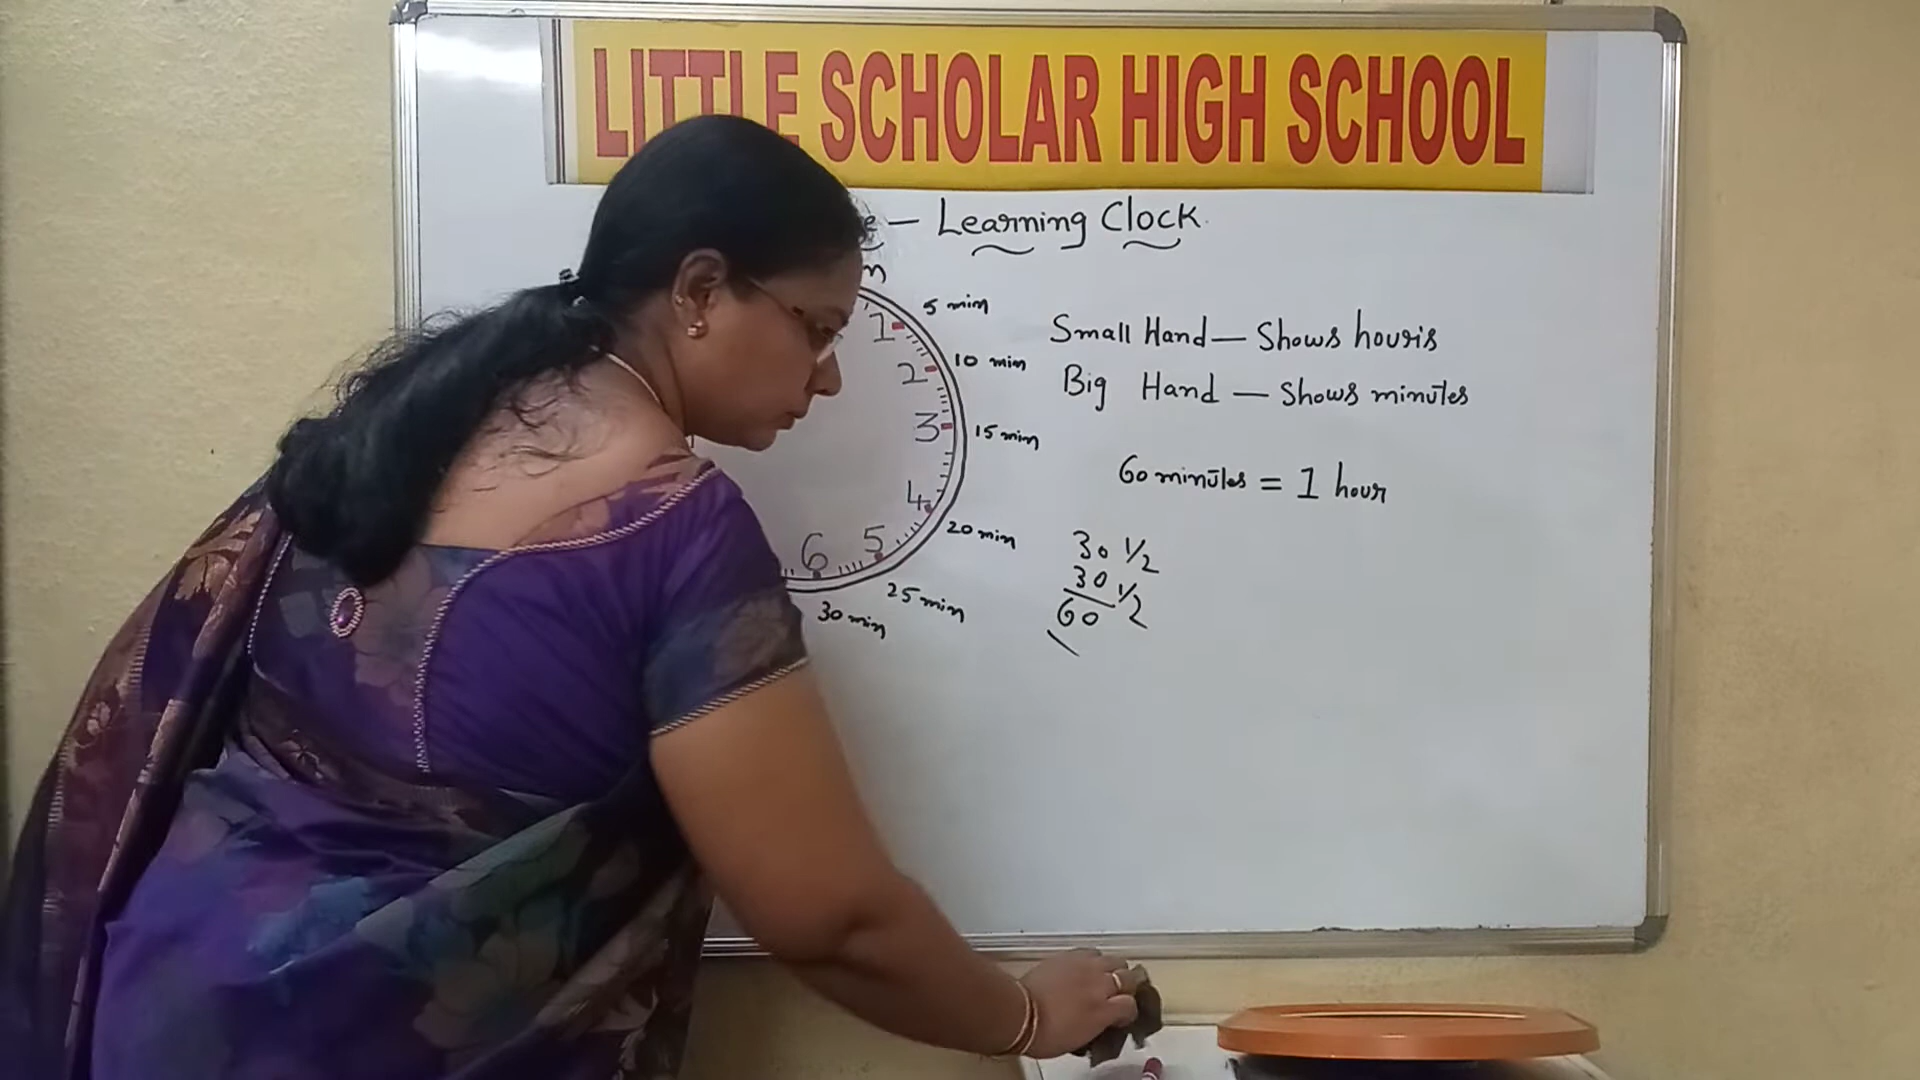 LITTLE SCHOLAR HIGH SCHOOL
e — Learning Clock
5 min
1
10 min
2
15 min
3
20 min
4
25 min
5
30 min
6
Small Hand — Shows hours
Big Hand — Shows minutes
60 minutes = 1 hour
30 1/2
30 1/2
60